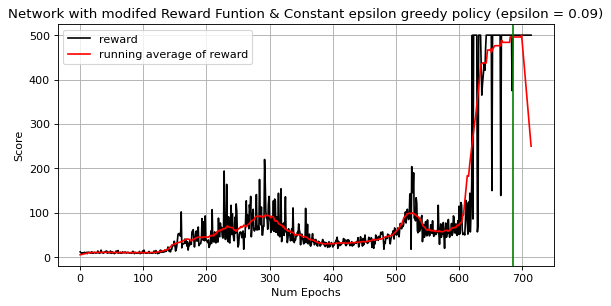 Network with modifed Reward Funtion & Constant epsilon greedy policy (epsilon = 0.09)
reward
running average of reward
500
400
300
200
100
0
Score
0 100 200 300 400 500 600 700
Num Epochs